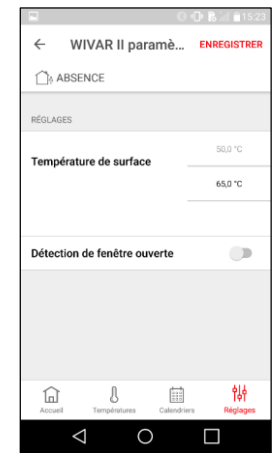 15:23
WIVAR II paramè... ENREGISTRER
ABSENCE
RÉGLAGES
Température de surface
50,0 °C
65,0 °C
Détection de fenêtre ouverte
Accueil Températures Calendriers Réglages